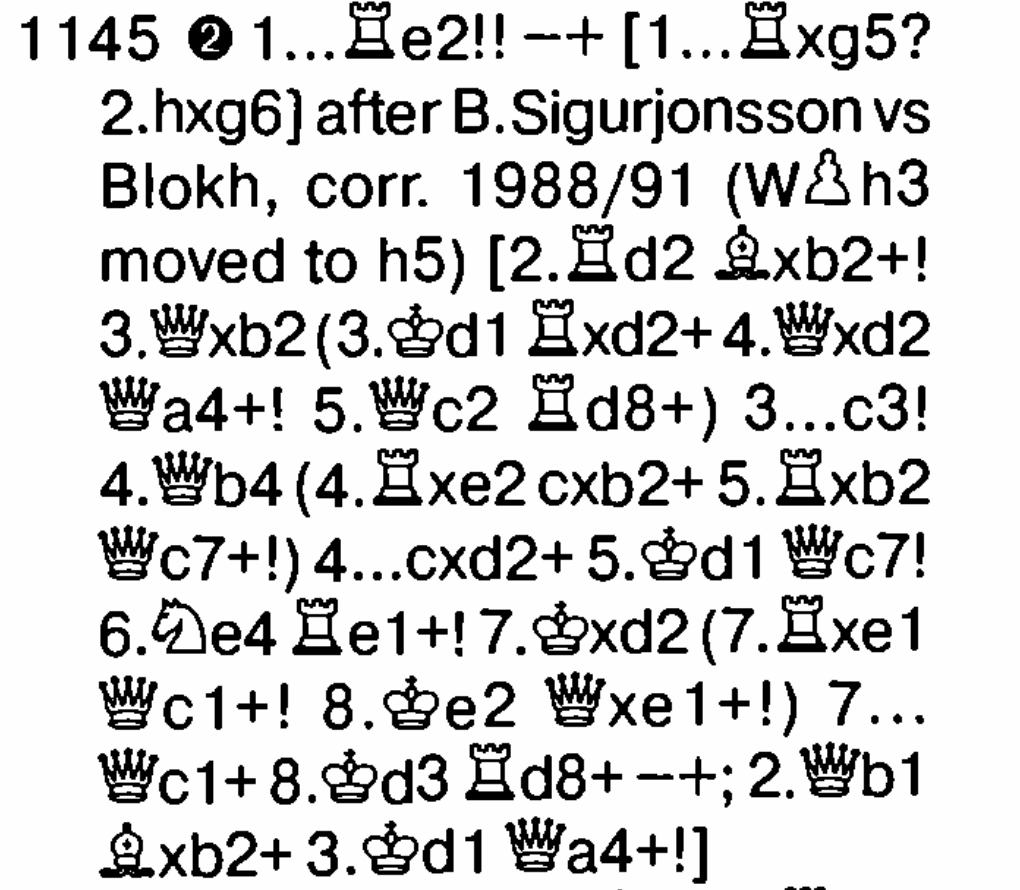 1145 ❷ 1...♖e2!! −+ [1...♖xg5?
2.hxg6] after B.Sigurjonsson vs
Blokh, corr. 1988/91 (W♙h3
moved to h5) [2.♖d2 ♗xb2+!
3.♕xb2 (3.♔d1 ♖xd2+ 4.♕xd2
♕a4+! 5.♕c2 ♖d8+) 3...c3!
4.♕b4 (4.♖xe2 cxb2+ 5.♖xb2
♕c7+!) 4...cxd2+ 5.♔d1 ♕c7!
6.♘e4 ♖e1+! 7.♔xd2 (7.♖xe1
♕c1+! 8.♔e2 ♕xe1+!) 7...
♕c1+ 8.♔d3 ♖d8+ −+; 2.♕b1
♗xb2+ 3.♔d1 ♕a4+!]